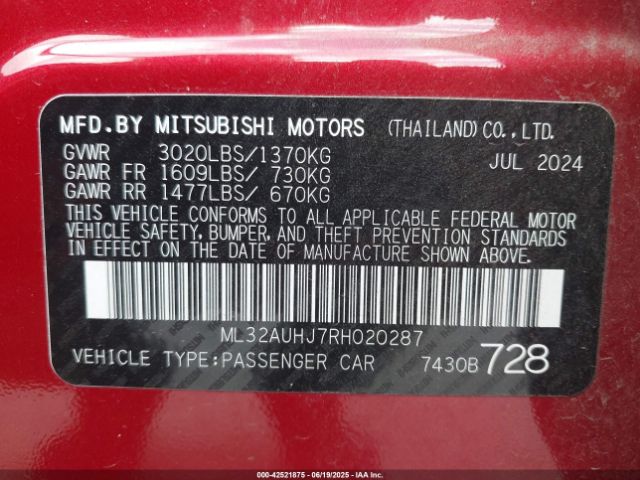 MFD.BY MITSUBISHI MOTORS (THAILAND) CO.,LTD.
GVWR 3020LBS/1370KG JUL 2024
GAWR FR 1609LBS/ 730KG
GAWR RR 1477LBS/ 670KG
THIS VEHICLE CONFORMS TO ALL APPLICABLE FEDERAL MOTOR
VEHICLE SAFETY, BUMPER, AND THEFT PREVENTION STANDARDS
IN EFFECT ON THE DATE OF MANUFACTURE SHOWN ABOVE.
ML32AUHJ7RH020287
VEHICLE TYPE:PASSENGER CAR 7430B 728
000-42521875 - 06/19/2025 - IAA Inc.